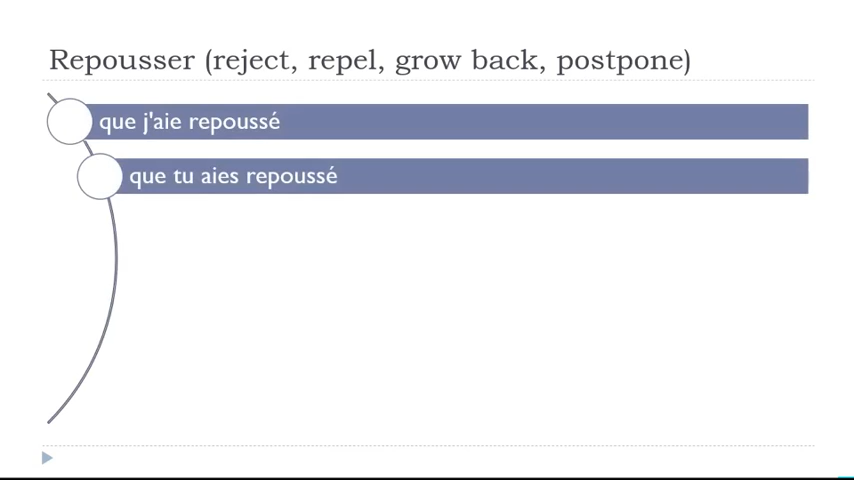 Repousser (reject, repel, grow back, postpone)
que j'aie repoussé
que tu aies repoussé